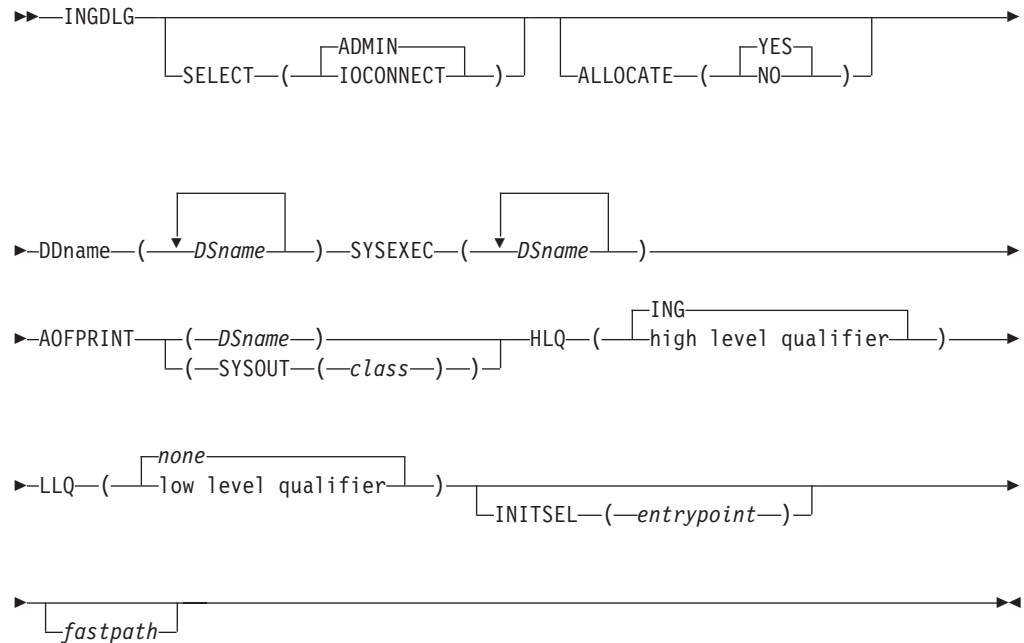 INGDLG
ADMIN
SELECT ( IOCONNECT )
YES
ALLOCATE ( NO )
DDname ( DSname ) SYSEXEC ( DSname )
AOFPRINT ( DSname )
( SYSOUT ( class ) )
ING
HLQ ( high level qualifier )
none
LLQ ( low level qualifier )
INITSEL ( entrypoint )
fastpath